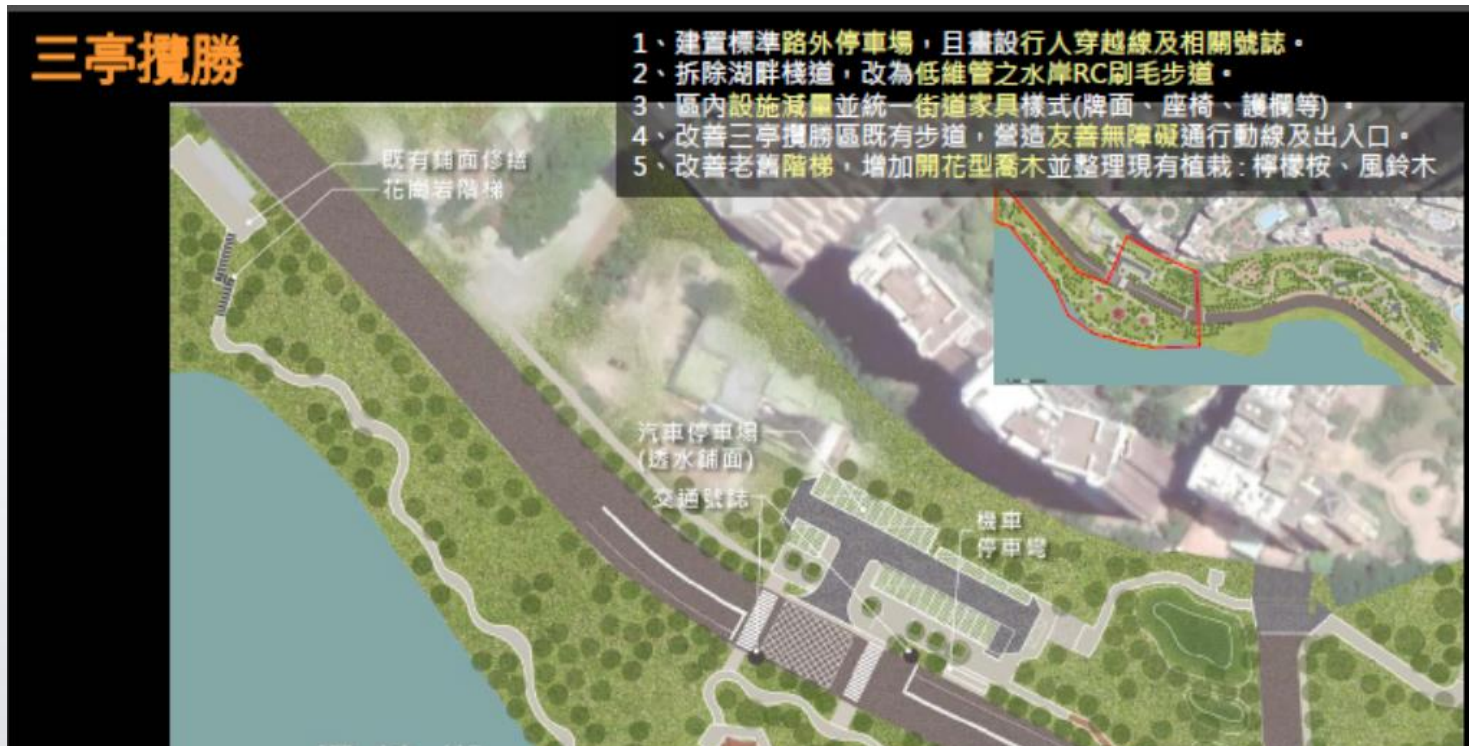 三亭攬勝
1、建置標準路外停車場，且畫設行人穿越線及相關號誌。
2、拆除湖畔棧道，改為低維管之水岸RC刷毛步道。
3、區內設施減量並統一街道家具樣式(牌面、座椅、護欄等)。
4、改善三亭攬勝區既有步道，營造友善無障礙通行動線及出入口。
5、改善老舊階梯，增加開花型喬木並整理現有植栽:檸檬桉、風鈴木
既有鋪面修繕
花崗岩階梯
汽車停車場
(透水鋪面)
交通號誌
機車
停車彎